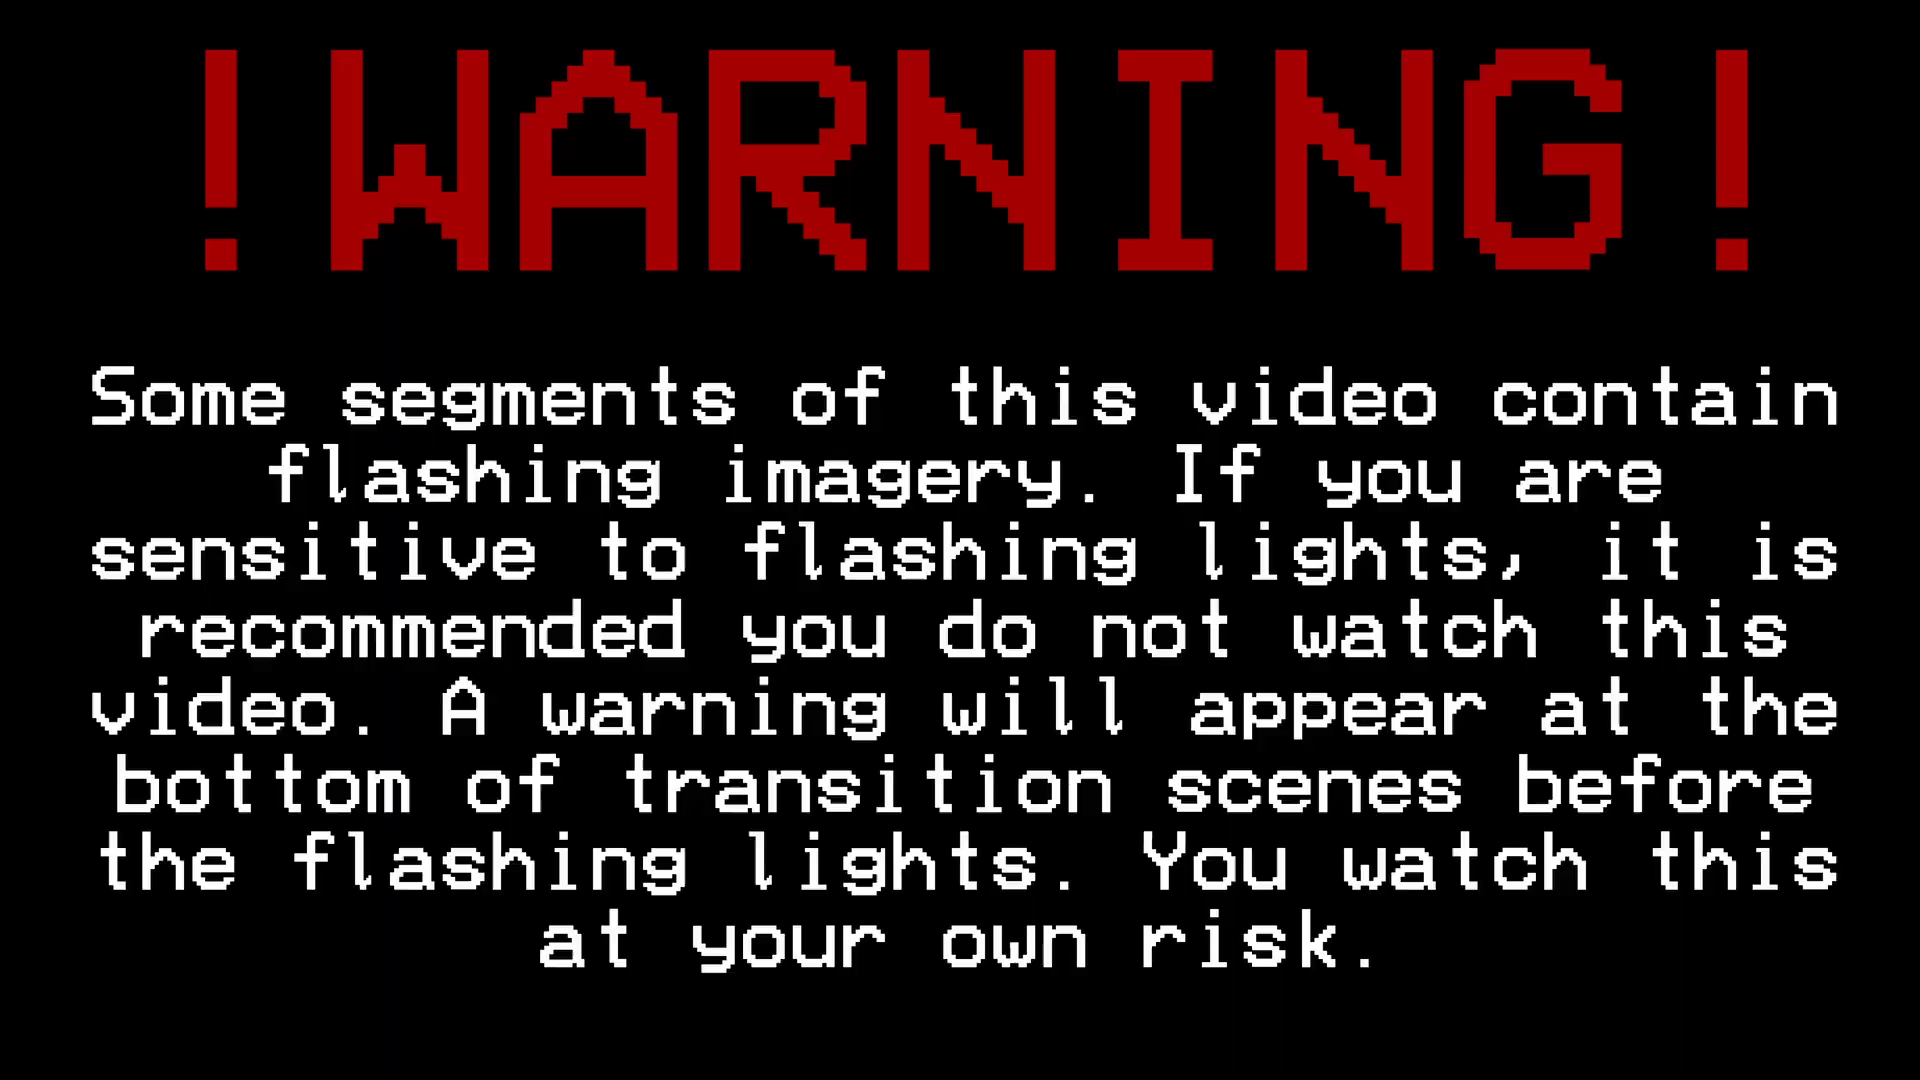 !WARNING!
Some segments of this video contain
flashing imagery. If you are
sensitive to flashing lights, it is
recommended you do not watch this
video. A warning will appear at the
bottom of transition scenes before
the flashing lights. You watch this
at your own risk.